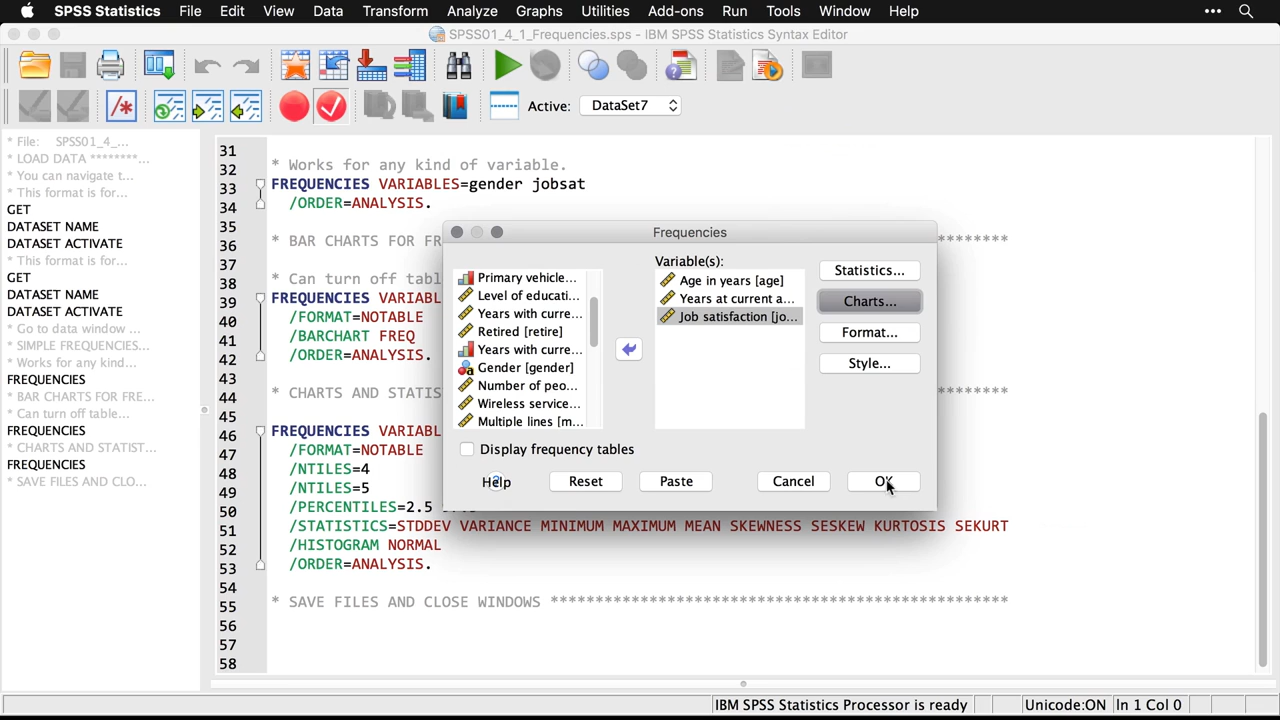 SPSS Statistics File Edit View Data Transform Analyze Graphs Utilities Add-ons Run Tools Window Help
SPSS01_4_1_Frequencies.sps - IBM SPSS Statistics Syntax Editor
Active: DataSet7
* File: SPSS01_4_...
* LOAD DATA ********...
* You can navigate t...
* This format is for...
GET
DATASET NAME
DATASET ACTIVATE
* This format is for...
GET
DATASET NAME
DATASET ACTIVATE
* Go to data window ...
* SIMPLE FREQUENCIES...
* Works for any kind...
FREQUENCIES
* BAR CHARTS FOR FRE...
* Can turn off table...
FREQUENCIES
* CHARTS AND STATIST...
FREQUENCIES
* SAVE FILES AND CLO...
31
32 * Works for any kind of variable.
33 FREQUENCIES VARIABLES=gender jobsat
34 /ORDER=ANALYSIS.
35
36 * BAR CHARTS FOR FR ********
37
38 * Can turn off tabl
39 FREQUENCIES VARIABL
40 /FORMAT=NOTABLE
41 /BARCHART FREQ
42 /ORDER=ANALYSIS.
43
44 * CHARTS AND STATIS ********
45
46 FREQUENCIES VARIABL
47 /FORMAT=NOTABLE
48 /NTILES=4
49 /NTILES=5
50 /PERCENTILES=2.5
51 /STATISTICS=STDDEV VARIANCE MINIMUM MAXIMUM MEAN SKEWNESS SESKEW KURTOSIS SEKURT
52 /HISTOGRAM NORMAL
53 /ORDER=ANALYSIS.
54
55 * SAVE FILES AND CLOSE WINDOWS ***************************************************
56
57
58
Frequencies
Primary vehicle...
Level of educati...
Years with curre...
Retired [retire]
Years with curre...
Gender [gender]
Number of peo...
Wireless service...
Multiple lines [m...
Variable(s):
Age in years [age]
Years at current a...
Job satisfaction [jo...
Statistics...
Charts...
Format...
Style...
Display frequency tables
Help Reset Paste Cancel OK
IBM SPSS Statistics Processor is ready Unicode:ON In 1 Col 0